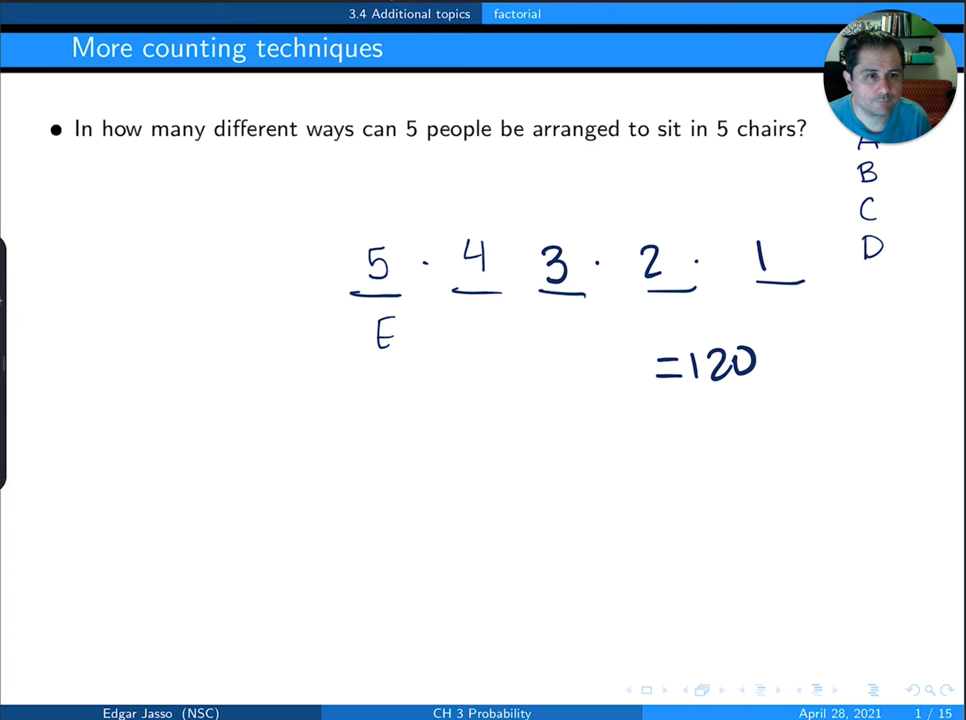 3.4 Additional topics factorial
More counting techniques
• In how many different ways can 5 people be arranged to sit in 5 chairs?
A
B
C
D
5 · 4 3 · 2 · 1
E
=120
Edgar Jasso (NSC) CH 3 Probability April 28, 2021 1 / 15